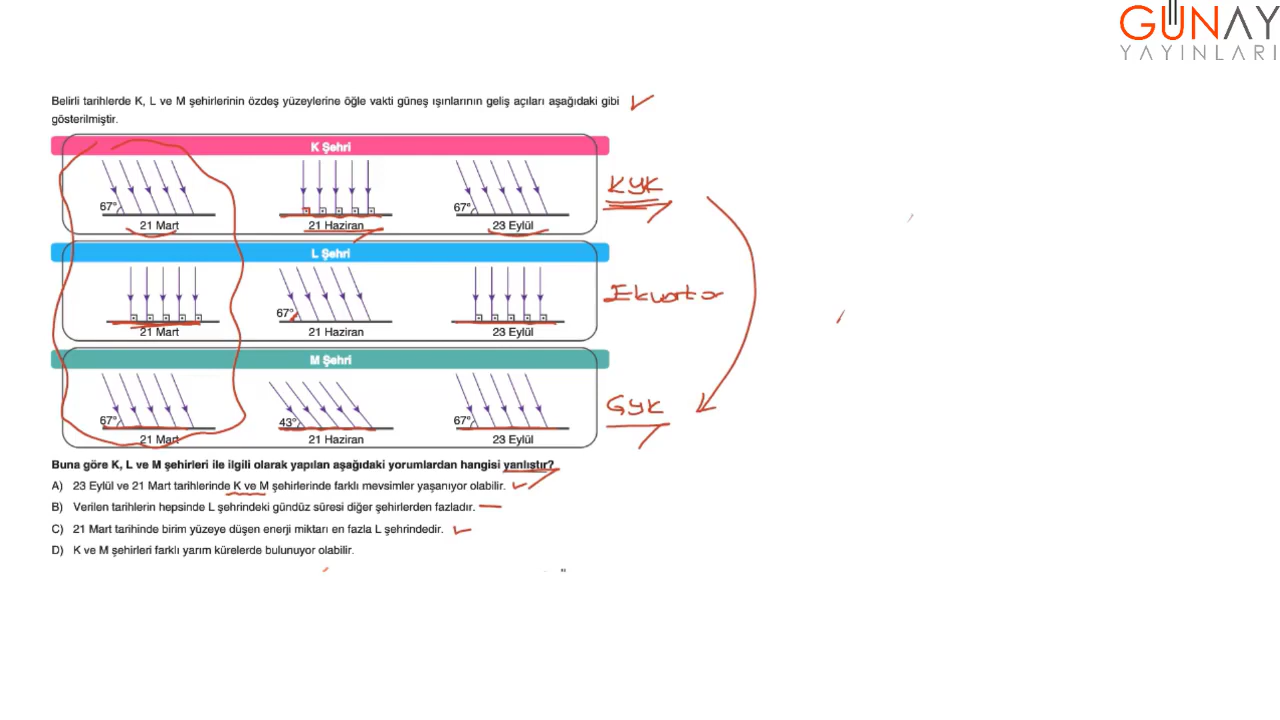 GÜNAY
YAYINLARI
Belirli tarihlerde K, L ve M şehirlerinin özdeş yüzeylerine öğle vakti güneş ışınlarının geliş açıları aşağıdaki gibi
gösterilmiştir.
K Şehri
67°
67°
21 Mart
21 Haziran
23 Eylül
KYK
L Şehri
67°
21 Mart
21 Haziran
23 Eylül
Ekvator
M Şehri
67°
43°
67°
21 Mart
21 Haziran
23 Eylül
GYK
Buna göre K, L ve M şehirleri ile ilgili olarak yapılan aşağıdaki yorumlardan hangisi yanlıştır?
A) 23 Eylül ve 21 Mart tarihlerinde K ve M şehirlerinde farklı mevsimler yaşanıyor olabilir.
B) Verilen tarihlerin hepsinde L şehrindeki gündüz süresi diğer şehirlerden fazladır.
C) 21 Mart tarihinde birim yüzeye düşen enerji miktarı en fazla L şehrindedir.
D) K ve M şehirleri farklı yarım kürelerde bulunuyor olabilir.